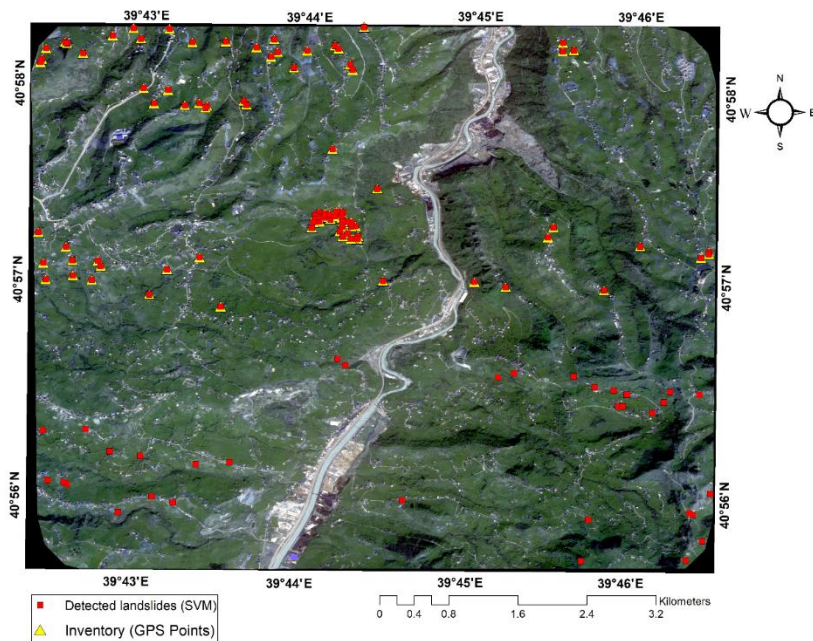 39°43'E 39°44'E 39°45'E 39°46'E
40°58'N 40°58'N
N
W E
S
40°57'N 40°57'N
40°56'N 40°56'N
39°43'E 39°44'E 39°45'E 39°46'E
Detected landslides (SVM)
Inventory (GPS Points)
Kilometers
0 0.4 0.8 1.6 2.4 3.2